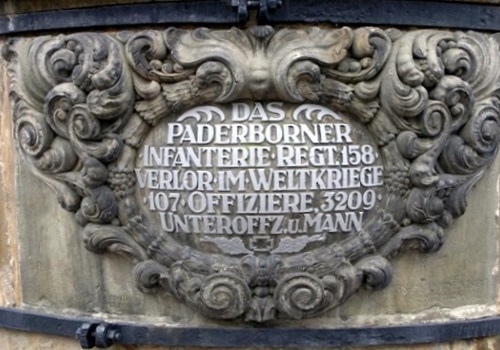 DAS
PADERBORNER
INFANTERIE·REGT.158·
VERLOR·IM·WELTKRIEGE
·107·OFFIZIERE·3209·
UNTEROFFZ.U.MANN